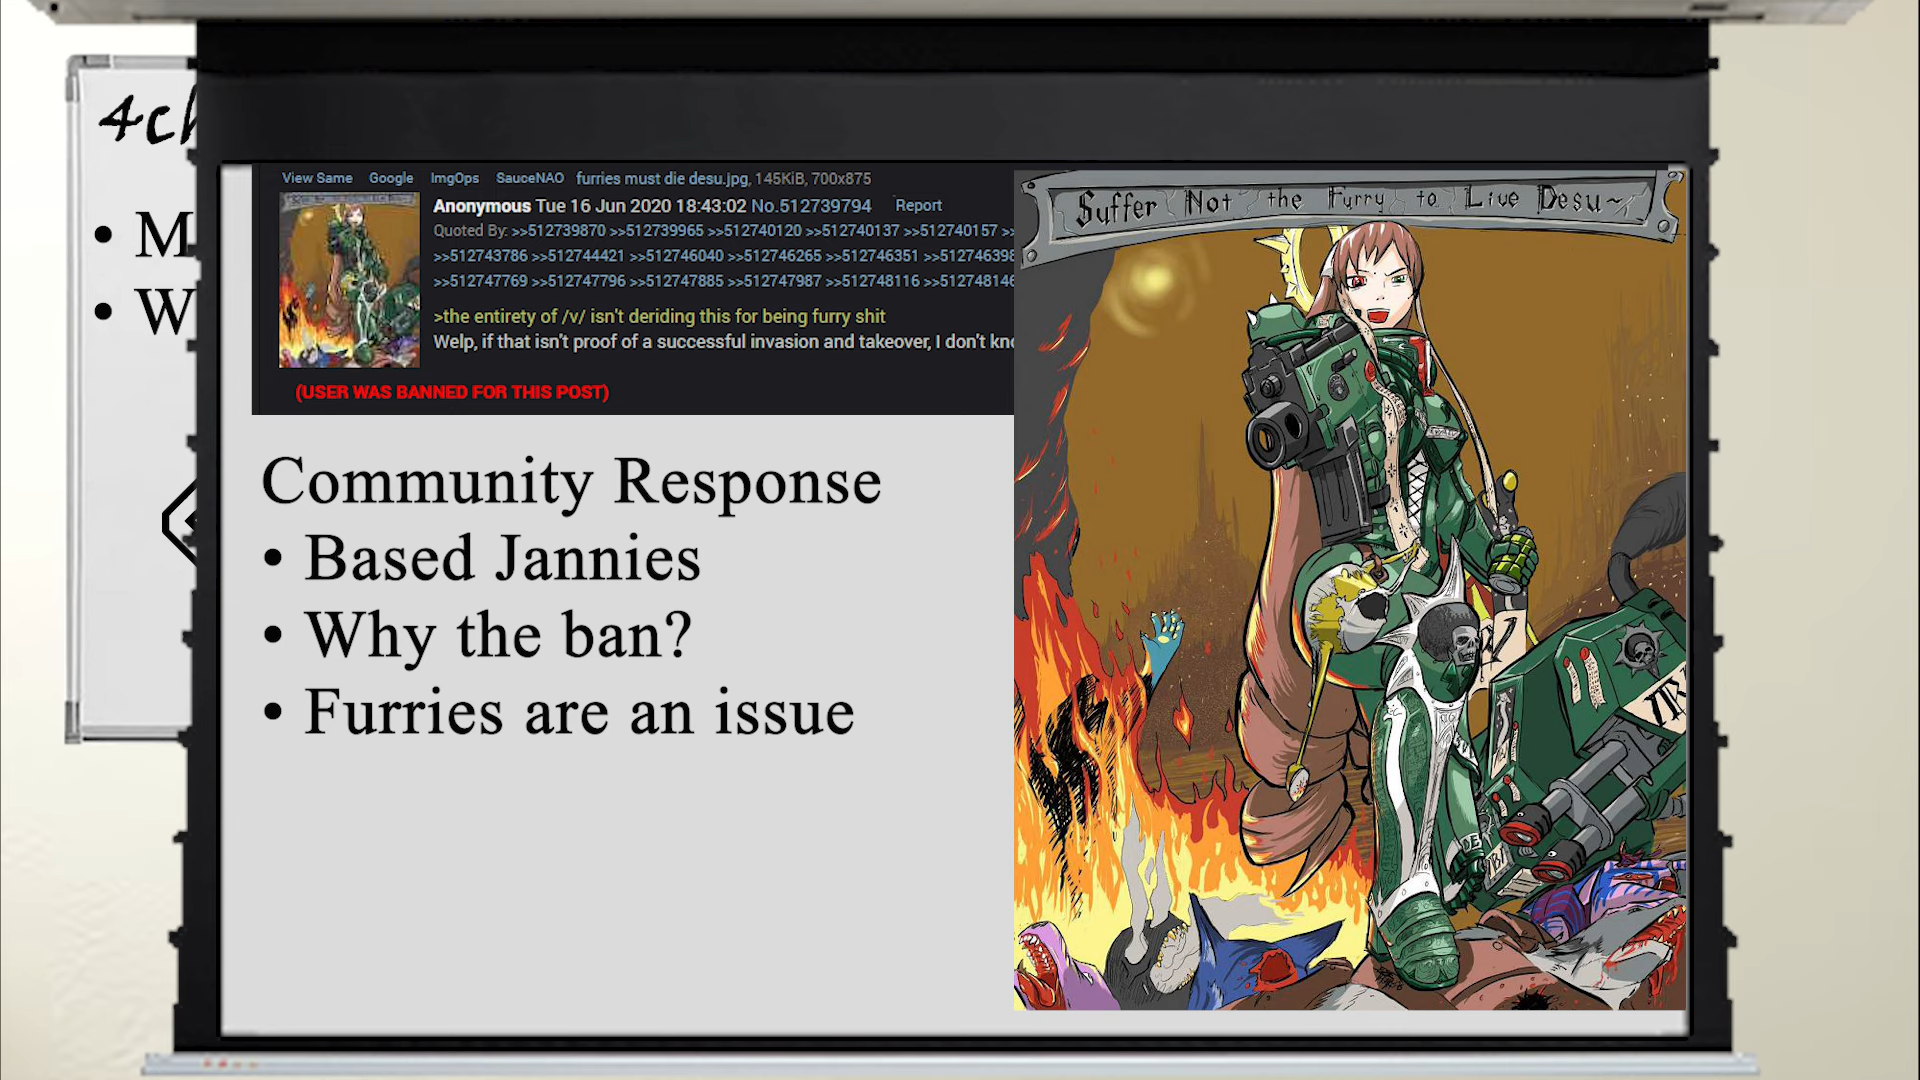 4ch
• M
• W
View Same Google ImgOps SauceNAO furries must die desu.jpg, 145KiB, 700x875
Anonymous Tue 16 Jun 2020 18:43:02 No.512739794 Report
Quoted By: >>512739870 >>512739965 >>512740120 >>512740137 >>512740157 >>
>>512743786 >>512744421 >>512746040 >>512746265 >>512746351 >>51274639
>>512747769 >>512747796 >>512747885 >>512747987 >>512748116 >>51274814
>the entirety of /v/ isn't deriding this for being furry shit
Welp, if that isn't proof of a successful invasion and takeover, I don't kn
(USER WAS BANNED FOR THIS POST)
Suffer Not the Furry to Live Desu~
Community Response
• Based Jannies
• Why the ban?
• Furries are an issue